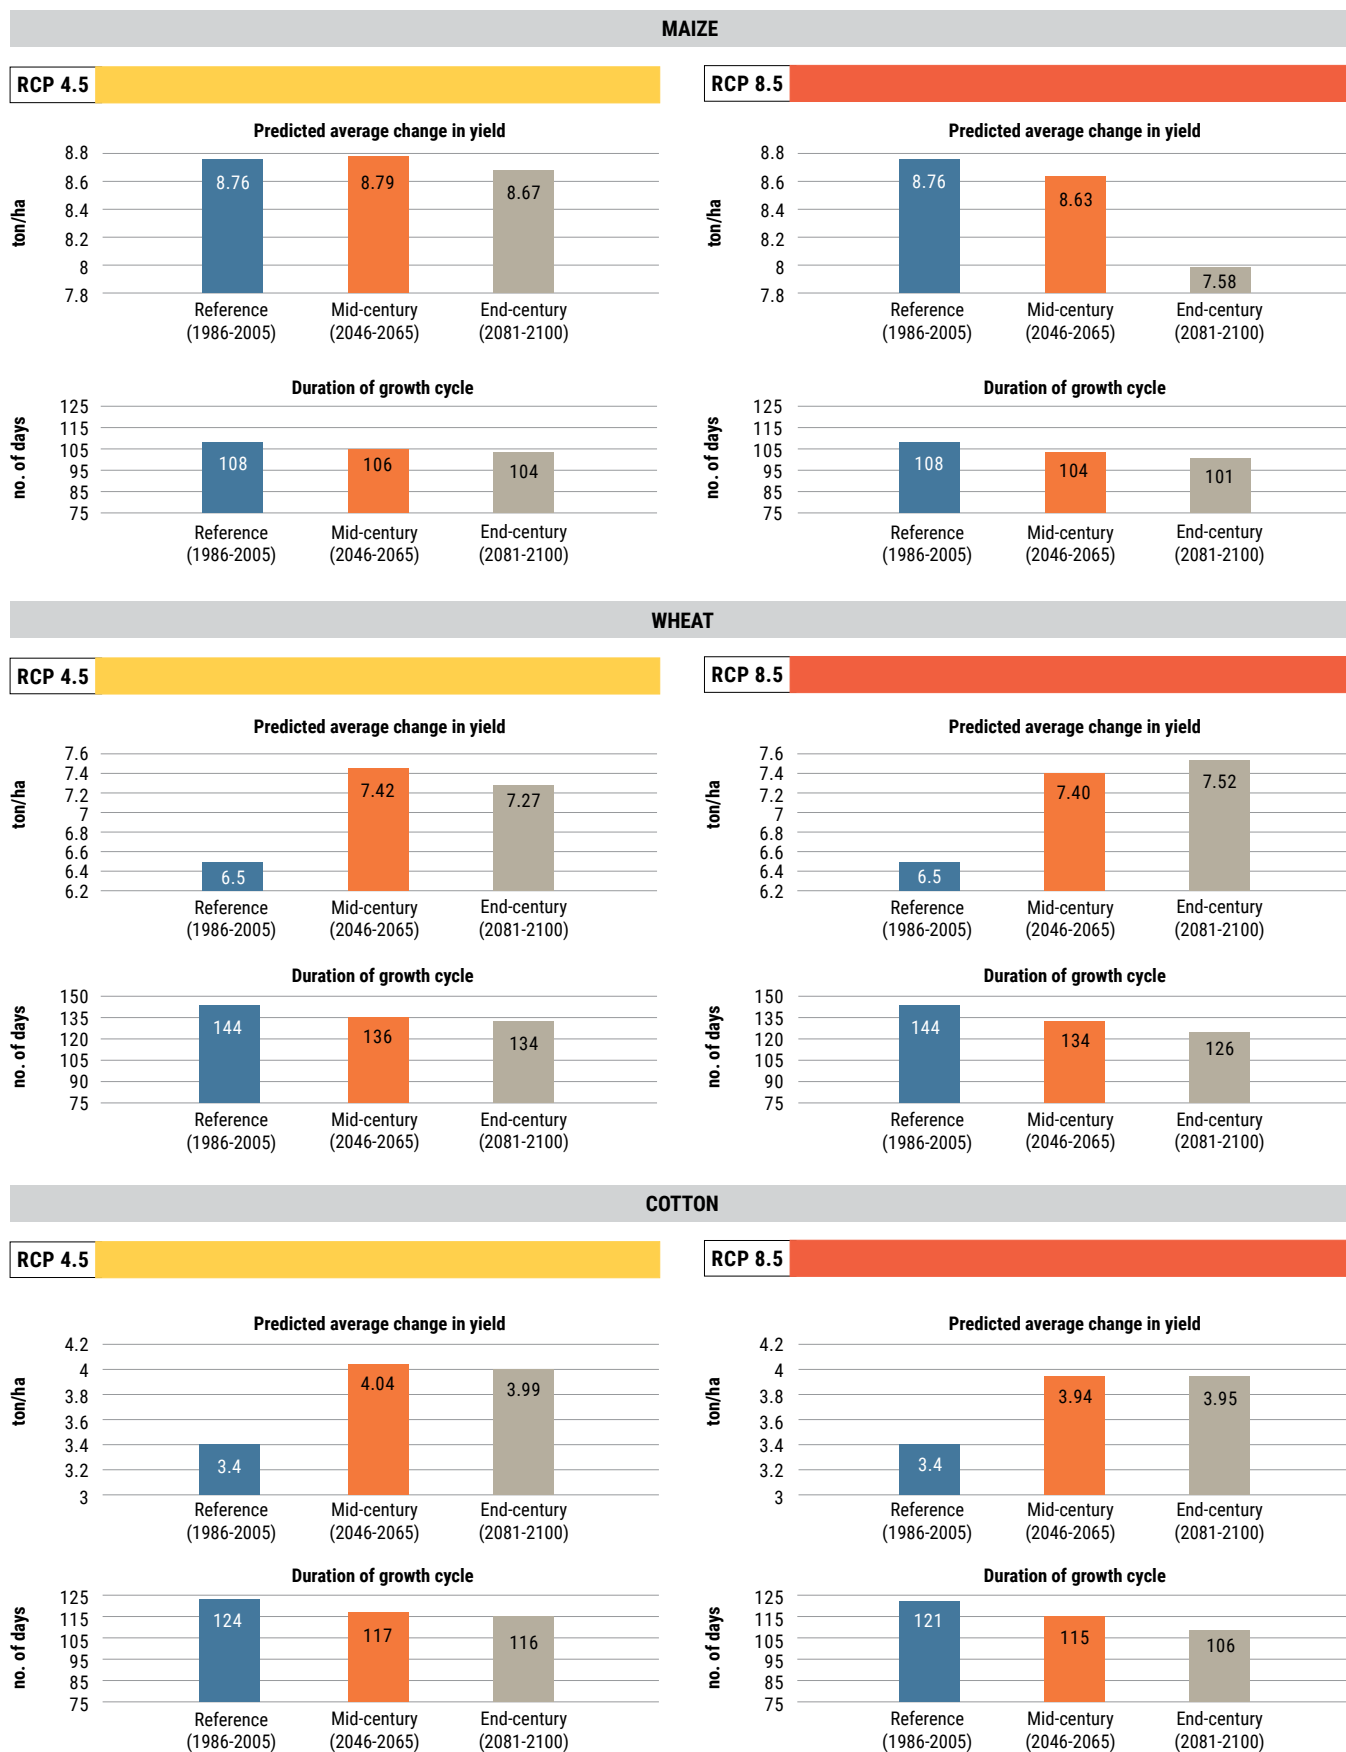 MAIZE
RCP 4.5
Predicted average change in yield
ton/ha
8.8
8.6
8.4
8.2
8
7.8
8.76
8.79
8.67
Reference
(1986-2005)
Mid-century
(2046-2065)
End-century
(2081-2100)
Duration of growth cycle
no. of days
125
115
105
95
85
75
108
106
104
Reference
(1986-2005)
Mid-century
(2046-2065)
End-century
(2081-2100)
RCP 8.5
Predicted average change in yield
ton/ha
8.8
8.6
8.4
8.2
8
7.8
8.76
8.63
7.58
Reference
(1986-2005)
Mid-century
(2046-2065)
End-century
(2081-2100)
Duration of growth cycle
no. of days
125
115
105
95
85
75
108
104
101
Reference
(1986-2005)
Mid-century
(2046-2065)
End-century
(2081-2100)
WHEAT
RCP 4.5
Predicted average change in yield
ton/ha
7.6
7.4
7.2
7
6.8
6.6
6.4
6.2
6.5
7.42
7.27
Reference
(1986-2005)
Mid-century
(2046-2065)
End-century
(2081-2100)
Duration of growth cycle
no. of days
150
135
120
105
90
75
144
136
134
Reference
(1986-2005)
Mid-century
(2046-2065)
End-century
(2081-2100)
RCP 8.5
Predicted average change in yield
ton/ha
7.6
7.4
7.2
7
6.8
6.6
6.4
6.2
6.5
7.40
7.52
Reference
(1986-2005)
Mid-century
(2046-2065)
End-century
(2081-2100)
Duration of growth cycle
no. of days
150
135
120
105
90
75
144
134
126
Reference
(1986-2005)
Mid-century
(2046-2065)
End-century
(2081-2100)
COTTON
RCP 4.5
Predicted average change in yield
ton/ha
4.2
4
3.8
3.6
3.4
3.2
3
3.4
4.04
3.99
Reference
(1986-2005)
Mid-century
(2046-2065)
End-century
(2081-2100)
Duration of growth cycle
no. of days
125
115
105
95
85
75
124
117
116
Reference
(1986-2005)
Mid-century
(2046-2065)
End-century
(2081-2100)
RCP 8.5
Predicted average change in yield
ton/ha
4.2
4
3.8
3.6
3.4
3.2
3
3.4
3.94
3.95
Reference
(1986-2005)
Mid-century
(2046-2065)
End-century
(2081-2100)
Duration of growth cycle
no. of days
125
115
105
95
85
75
121
115
106
Reference
(1986-2005)
Mid-century
(2046-2065)
End-century
(2081-2100)